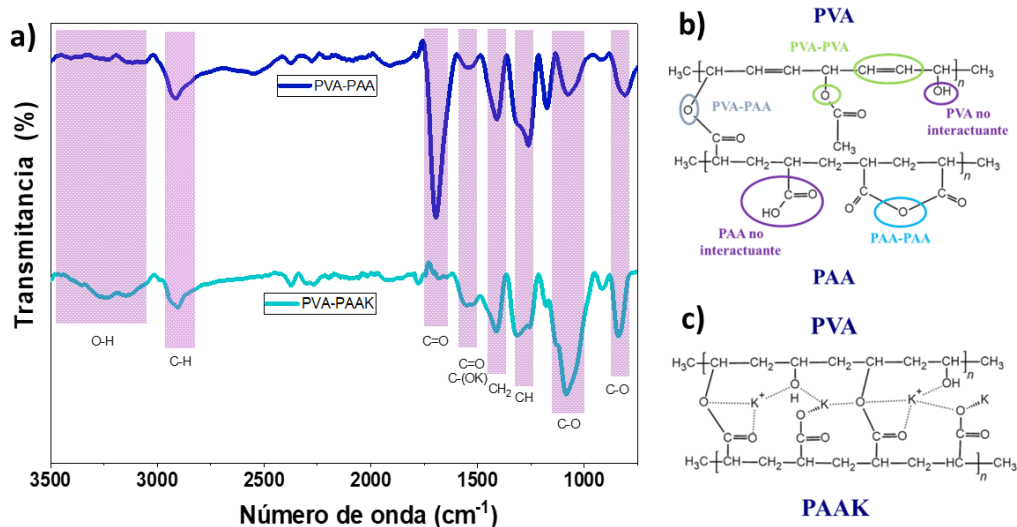 a)
Transmitancia (%)
PVA-PAA
PVA-PAAK
O-H
C-H
C=O
C=O
C-(OK)
CH2
CH
C-O
C-O
3500
3000
2500
2000
1500
1000
Número de onda (cm-1)
b)
PVA
PVA-PVA
H3C
CH
CH
CH
CH
CH
CH
CH
n
CH3
O
OH
PVA-PAA
O
C=O
CH3
PVA no
interactuante
C=O
H3C
CH
CH2
CH
CH2
CH
CH2
CH
n
CH3
C=O
HO
C
O
O
C
O
PAA no
interactuante
PAA-PAA
PAA
c)
PVA
H3C
CH
CH2
CH
CH2
CH
CH2
CH
n
CH3
O
H
OH
O
K+
K
O
K+
O
K
O
C=O
C=O
C=O
C=O
H3C
CH
CH2
CH
CH2
CH
CH2
CH
n
CH3
PAAK